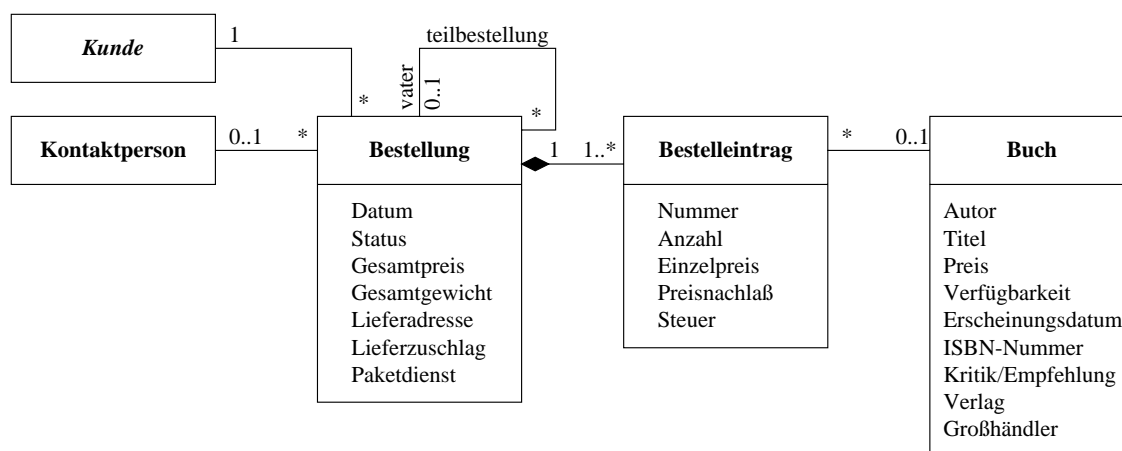 Kunde
1
*
teilbestellung
vater
0..1
*
Kontaktperson
0..1
*
Bestellung
Datum
Status
Gesamtpreis
Gesamtgewicht
Lieferadresse
Lieferzuschlag
Paketdienst
1
1..*
Bestelleintrag
Nummer
Anzahl
Einzelpreis
Preisnachlaß
Steuer
*
0..1
Buch
Autor
Titel
Preis
Verfügbarkeit
Erscheinungsdatum
ISBN-Nummer
Kritik/Empfehlung
Verlag
Großhändler